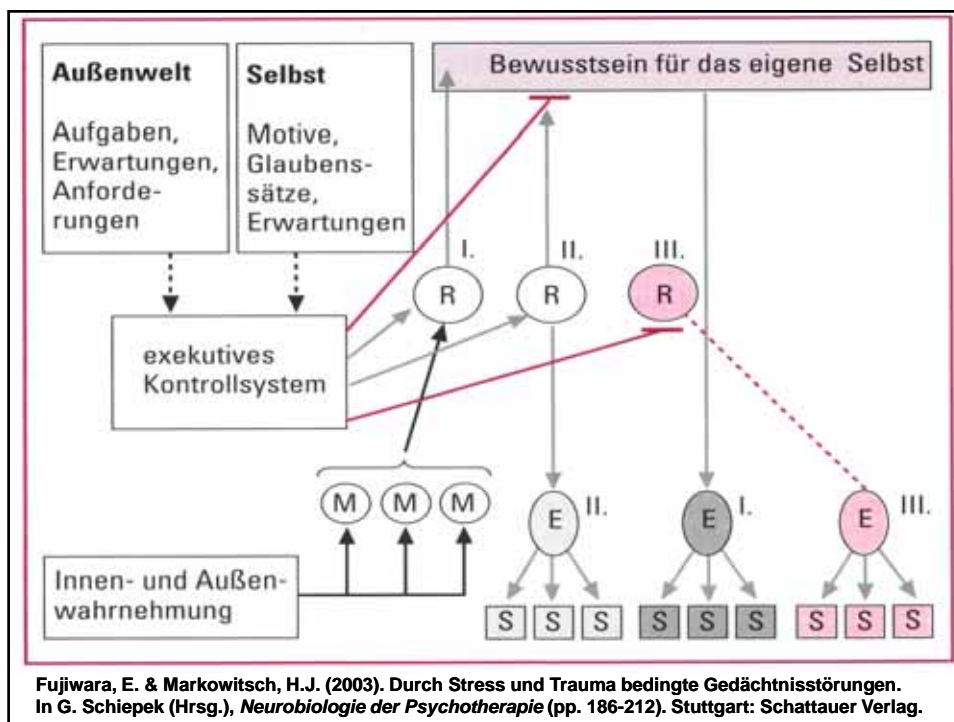 Außenwelt
Aufgaben,
Erwartungen,
Anforde-
rungen
Selbst
Motive,
Glaubens-
sätze,
Erwartungen
Bewusstsein für das eigene Selbst
I.
II.
III.
R
R
R
exekutives
Kontrollsystem
M
M
M
E
II.
E
I.
E
III.
Innen- und Außen-
wahrnehmung
S S S
S S S
S S S
Fujiwara, E. & Markowitsch, H.J. (2003). Durch Stress und Trauma bedingte Gedächtnisstörungen.
In G. Schiepek (Hrsg.), Neurobiologie der Psychotherapie (pp. 186-212). Stuttgart: Schattauer Verlag.